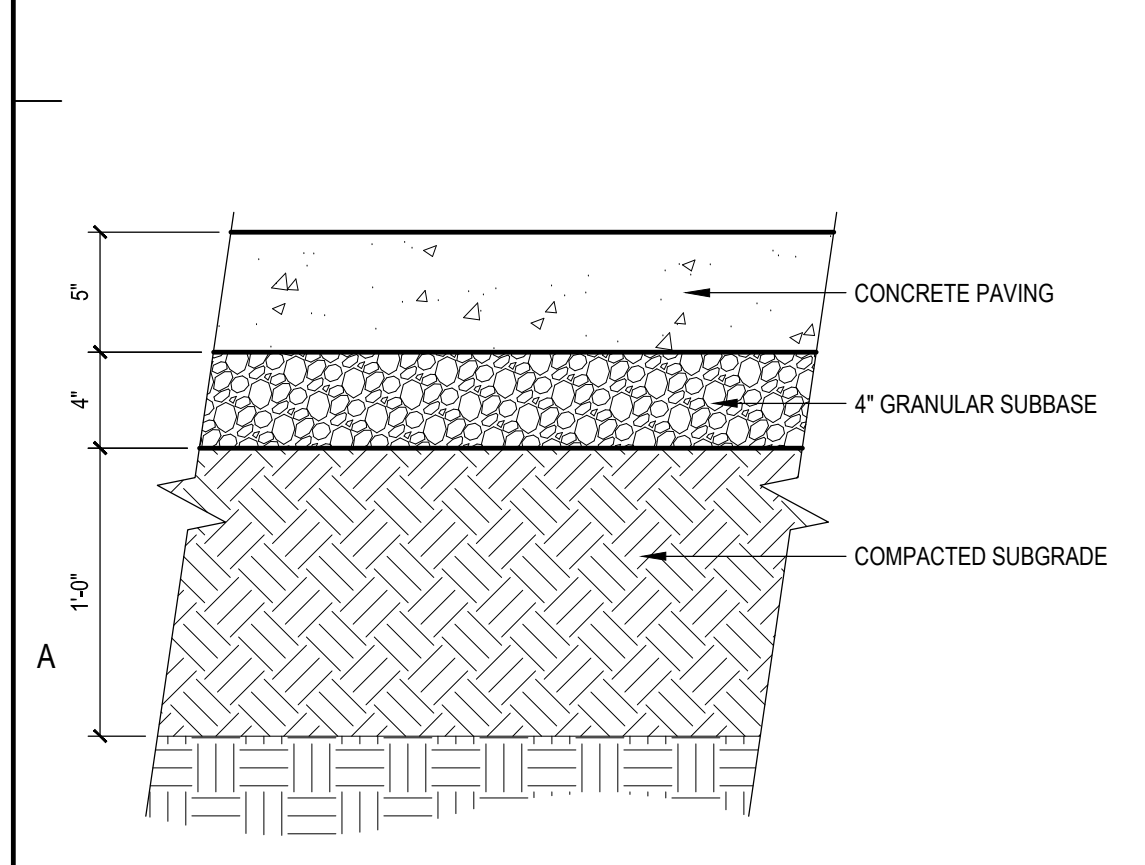 5"
CONCRETE PAVING
4"
4" GRANULAR SUBBASE
1'-0"
COMPACTED SUBGRADE
A